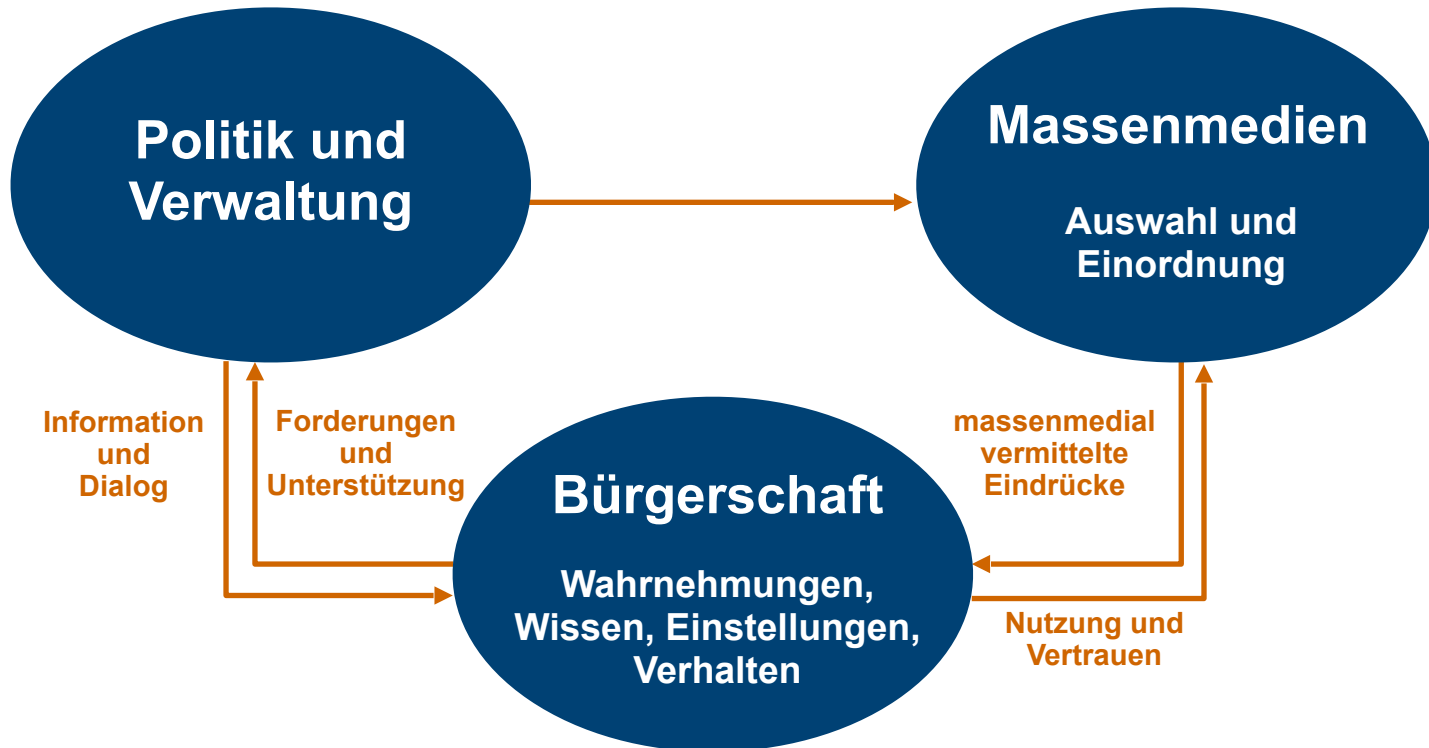 Politik und
Verwaltung
Massenmedien
Auswahl und
Einordnung
Information
und
Dialog
Forderungen
und
Unterstützung
massenmedial
vermittelte
Eindrücke
Bürgerschaft
Wahrnehmungen,
Wissen, Einstellungen,
Verhalten
Nutzung und
Vertrauen